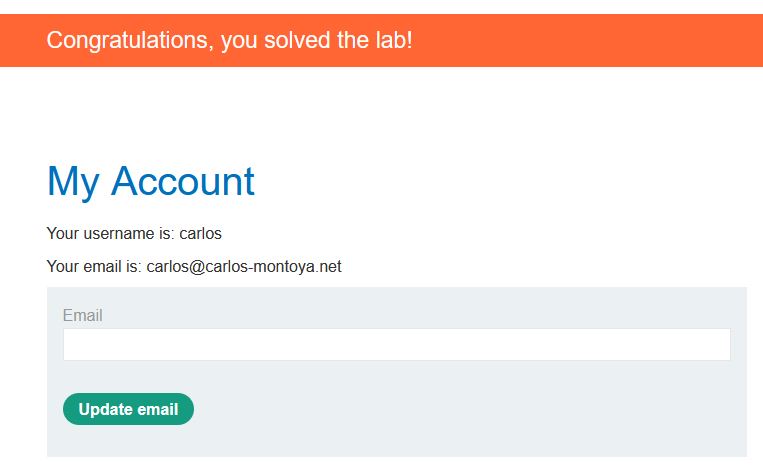 Congratulations, you solved the lab!
My Account
Your username is: carlos
Your email is: carlos@carlos-montoya.net
Email
Update email